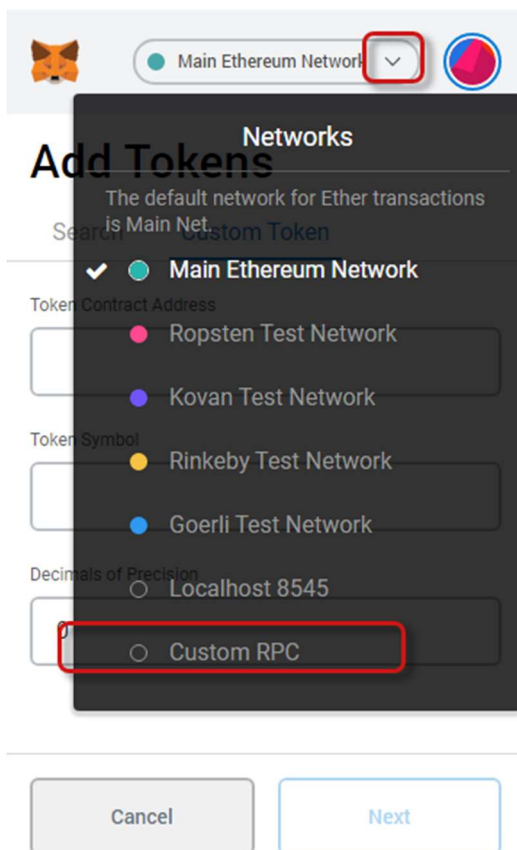 Main Ethereum Network
Networks
Add Tokens
The default network for Ether transactions
is Main Net.
Search Custom Token
Main Ethereum Network
Token Contract Address
Ropsten Test Network
Kovan Test Network
Token Symbol
Rinkeby Test Network
Goerli Test Network
Decimals of Precision
Localhost 8545
0
Custom RPC
Cancel Next